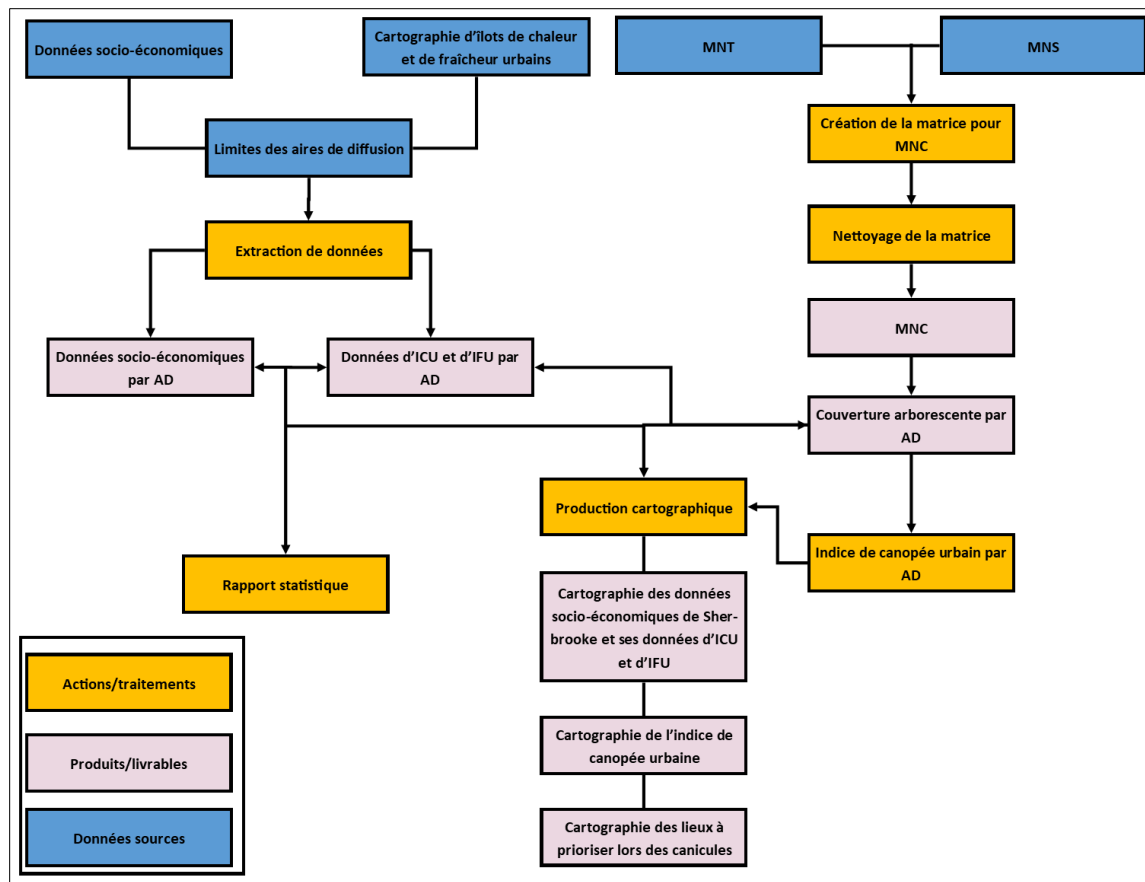 Données socio-économiques
Cartographie d'îlots de chaleur
et de fraîcheur urbains
MNT
MNS
Limites des aires de diffusion
Création de la matrice pour
MNC
Extraction de données
Nettoyage de la matrice
MNC
Données socio-économiques
par AD
Données d'ICU et d'IFU par
AD
Couverture arborescente par
AD
Production cartographique
Indice de canopée urbain par
AD
Rapport statistique
Cartographie des données
socio-économiques de Sher-
brooke et ses données d'ICU
et d'IFU
Cartographie de l'indice de
canopée urbaine
Cartographie des lieux à
prioriser lors des canicules
Actions/traitements
Produits/livrables
Données sources